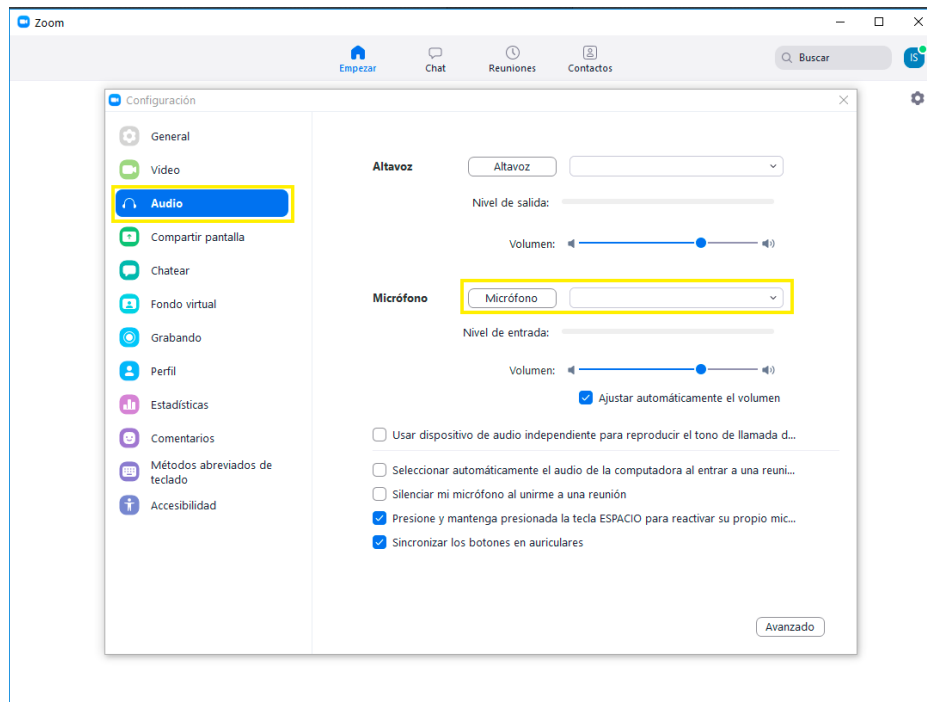 Zoom
Empezar
Chat
Reuniones
Contactos
Buscar
IS
Configuración
General
Video
Audio
Compartir pantalla
Chatear
Fondo virtual
Grabando
Perfil
Estadísticas
Comentarios
Métodos abreviados de
teclado
Accesibilidad
Altavoz
Altavoz
Nivel de salida:
Volumen:
Micrófono
Micrófono
Nivel de entrada:
Volumen:
Ajustar automáticamente el volumen
Usar dispositivo de audio independiente para reproducir el tono de llamada d...
Seleccionar automáticamente el audio de la computadora al entrar a una reuni...
Silenciar mi micrófono al unirme a una reunión
Presione y mantenga presionada la tecla ESPACIO para reactivar su propio mic...
Sincronizar los botones en auriculares
Avanzado